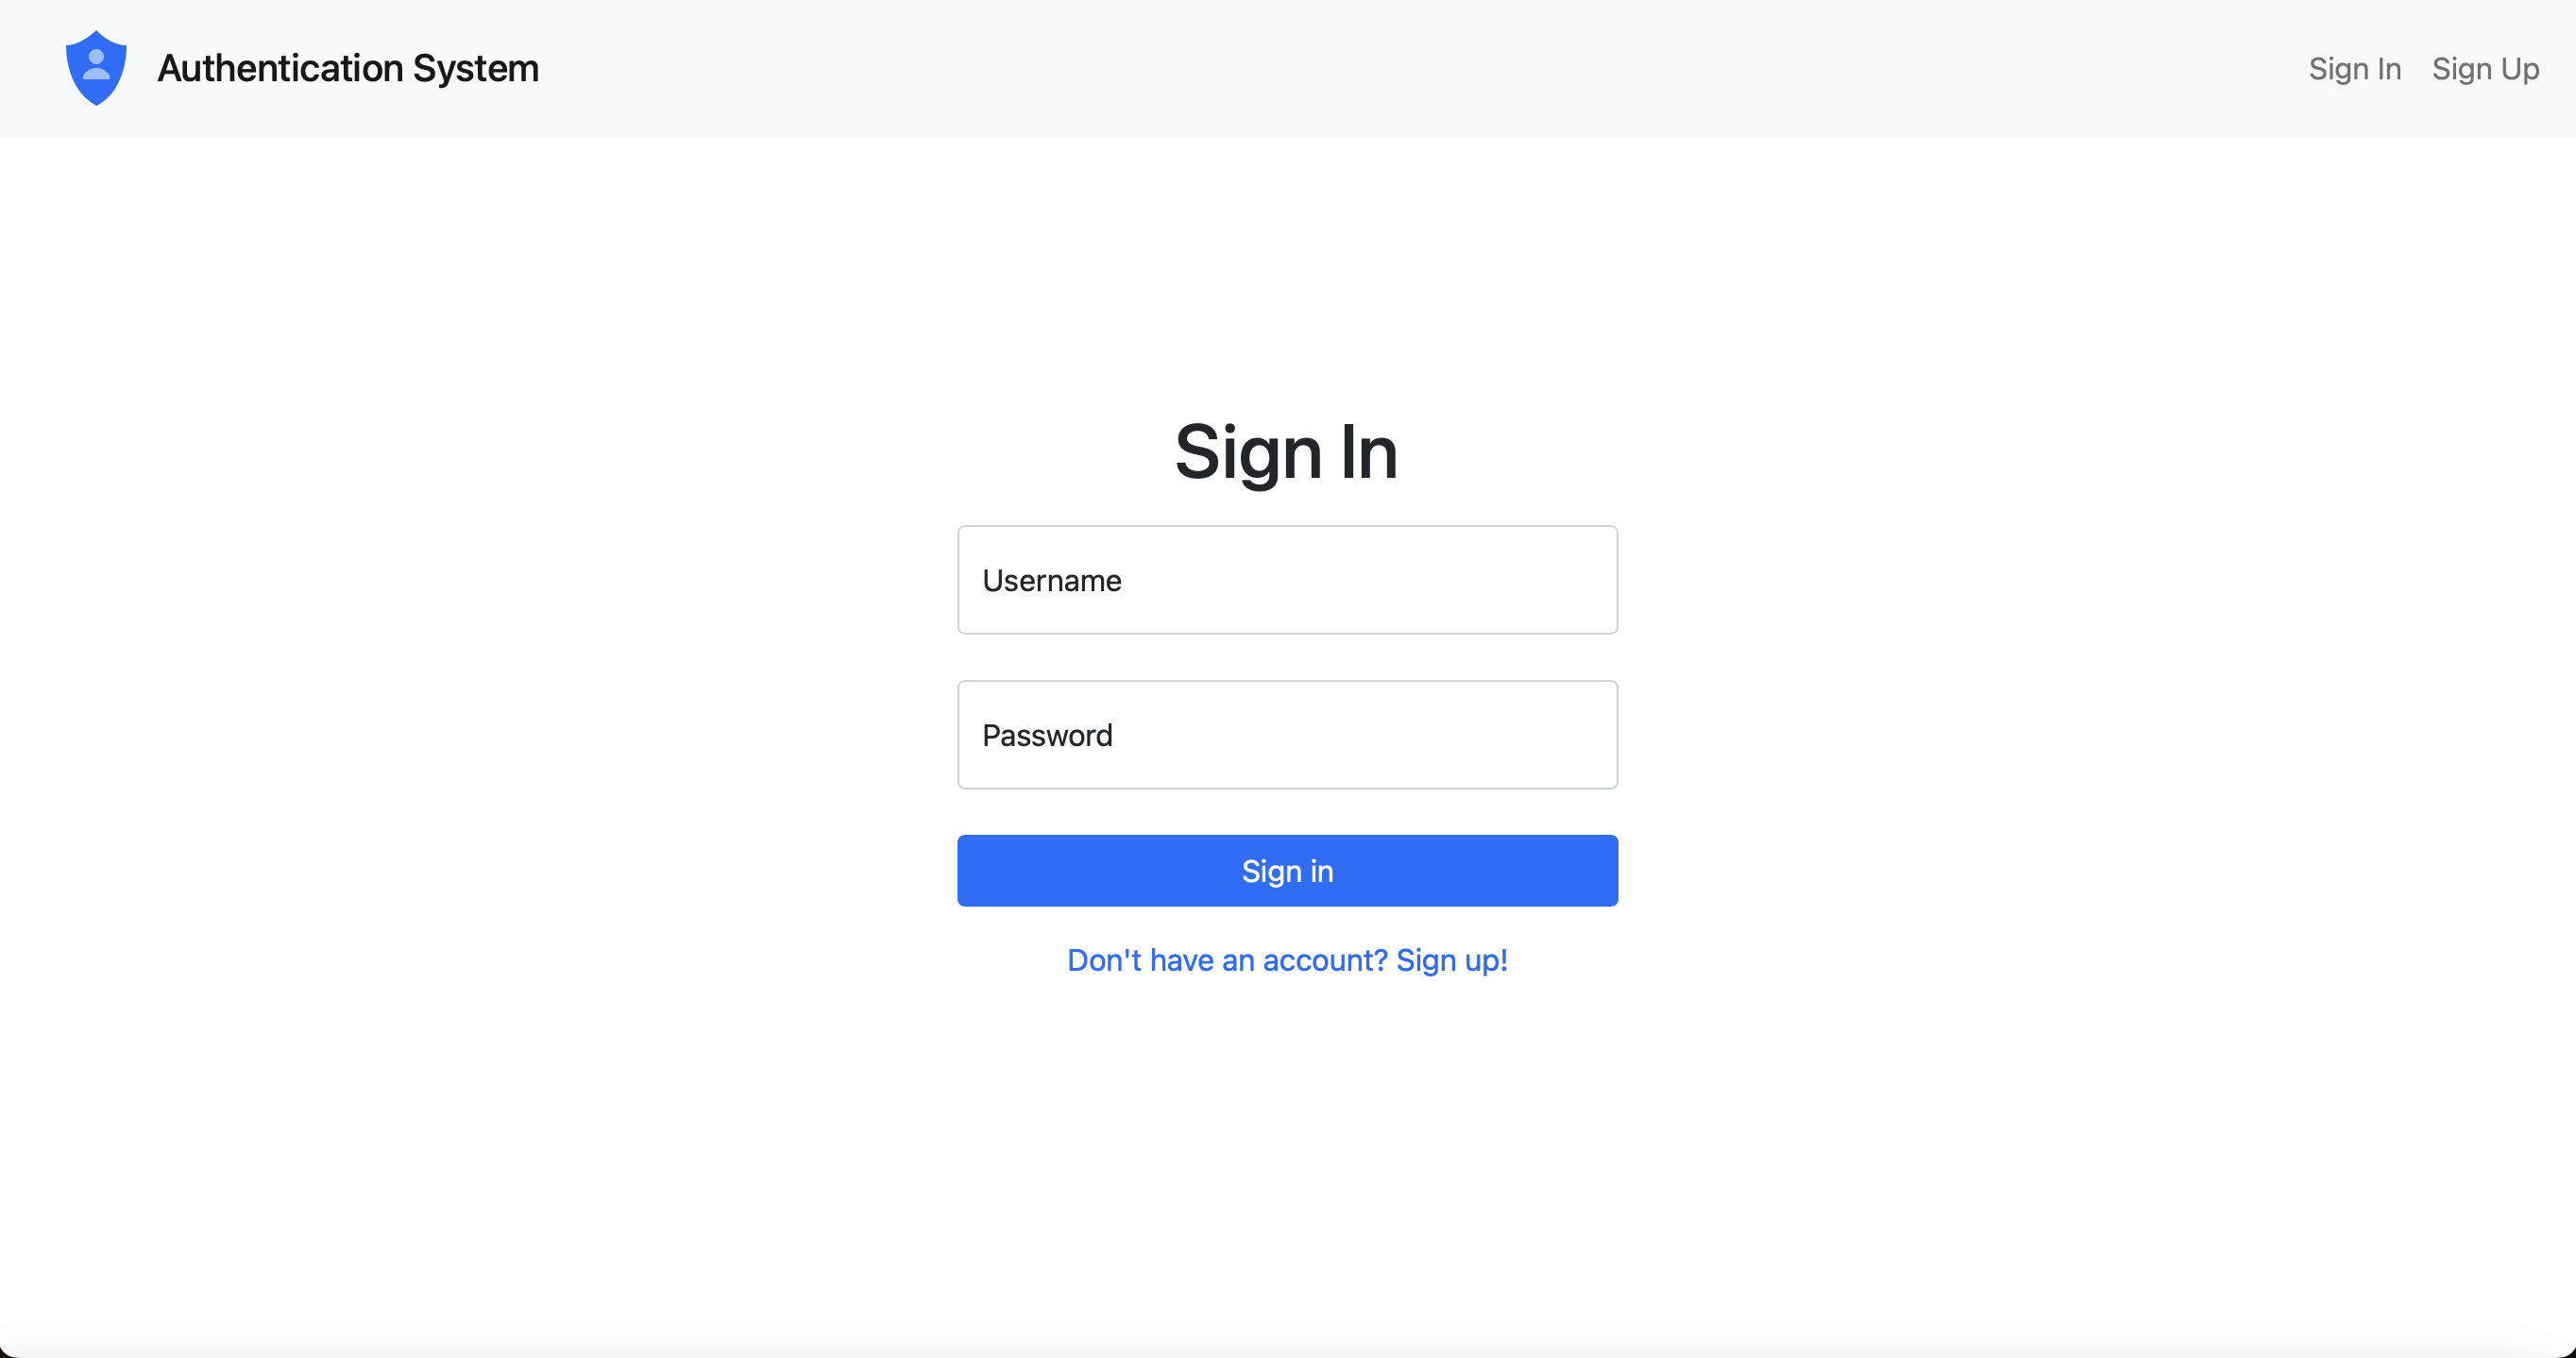 Authentication System
Sign In
Sign Up
Sign In
Username
Password
Sign in
Don't have an account? Sign up!